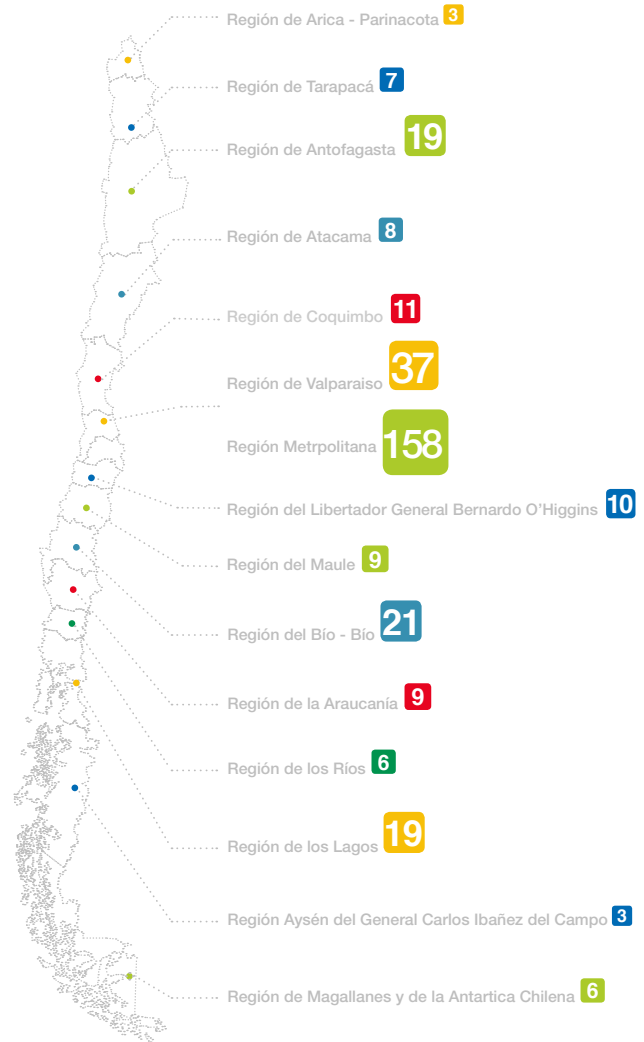 Región de Arica - Parinacota 3
Región de Tarapacá 7
Región de Antofagasta 19
Región de Atacama 8
Región de Coquimbo 11
Región de Valparaiso 37
Región Metrpolitana 158
Región del Libertador General Bernardo O'Higgins 10
Región del Maule 9
Región del Bío - Bío 21
Región de la Araucanía 9
Región de los Ríos 6
Región de los Lagos 19
Región Aysén del General Carlos Ibañez del Campo 3
Región de Magallanes y de la Antartica Chilena 6